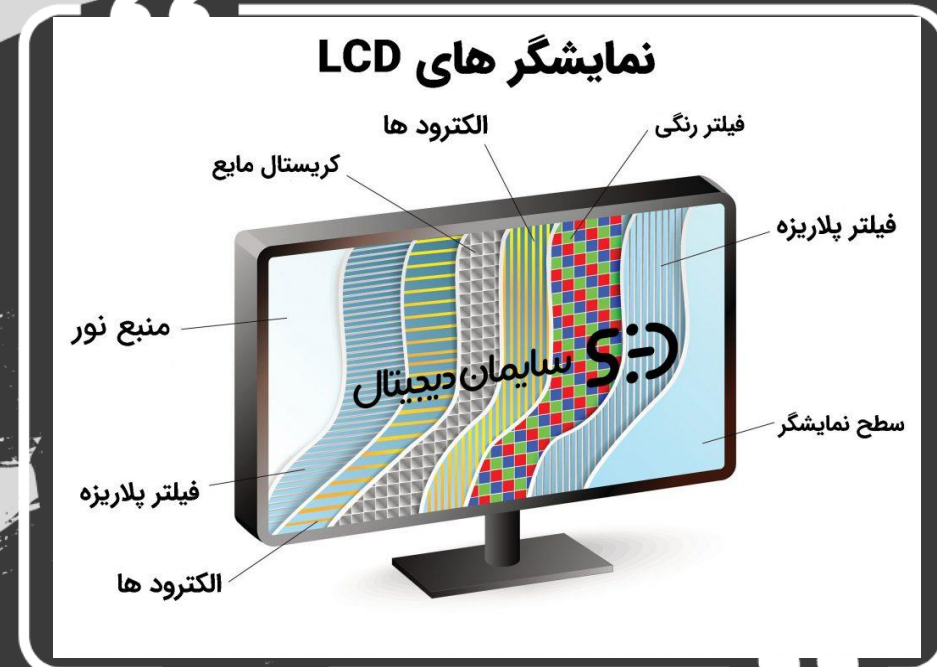 نمایشگر های LCD
الکترود ها
فیلتر رنگی
کریستال مایع
فیلتر پلاریزه
منبع نور
سایمان دیجیتال
سطح نمایشگر
فیلتر پلاریزه
الکترود ها